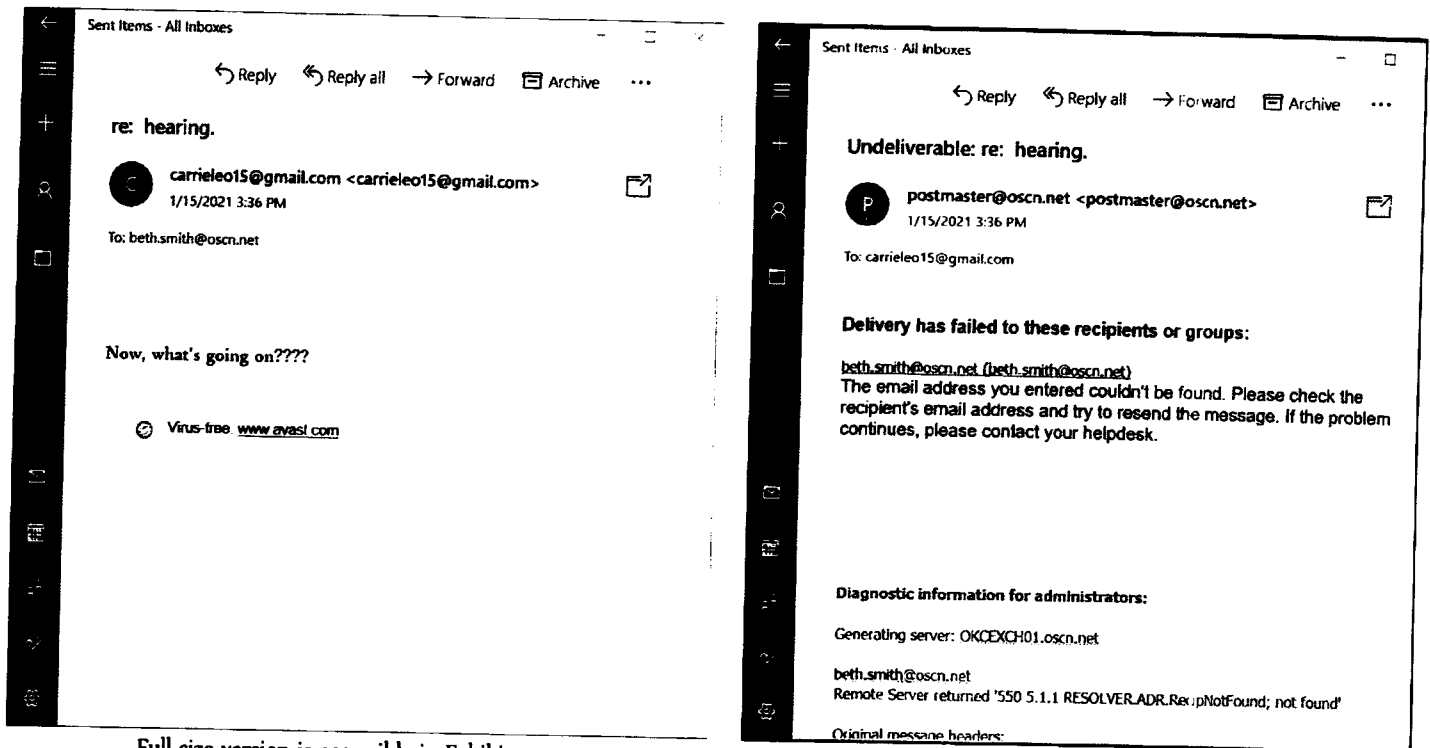 Sent Items - All Inboxes
Reply Reply all Forward Archive ...
re: hearing.
C
carrieleo15@gmail.com <carrieleo15@gmail.com>
1/15/2021 3:36 PM
To: beth.smith@oscn.net
Now, what's going on????
Virus-free. www.avast.com
Full size version is
Sent Items - All Inboxes
Reply Reply all Forward Archive ...
Undeliverable: re: hearing.
P
postmaster@oscn.net <postmaster@oscn.net>
1/15/2021 3:36 PM
To: carrieleo15@gmail.com
Delivery has failed to these recipients or groups:
beth.smith@oscn.net (beth.smith@oscn.net)
The email address you entered couldn't be found. Please check the
recipient's email address and try to resend the message. If the problem
continues, please contact your helpdesk.
Diagnostic information for administrators:
Generating server: OKCEXCH01.oscn.net
beth.smith@oscn.net
Remote Server returned '550 5.1.1 RESOLVER.ADR.RecipNotFound; not found'
Original message headers: